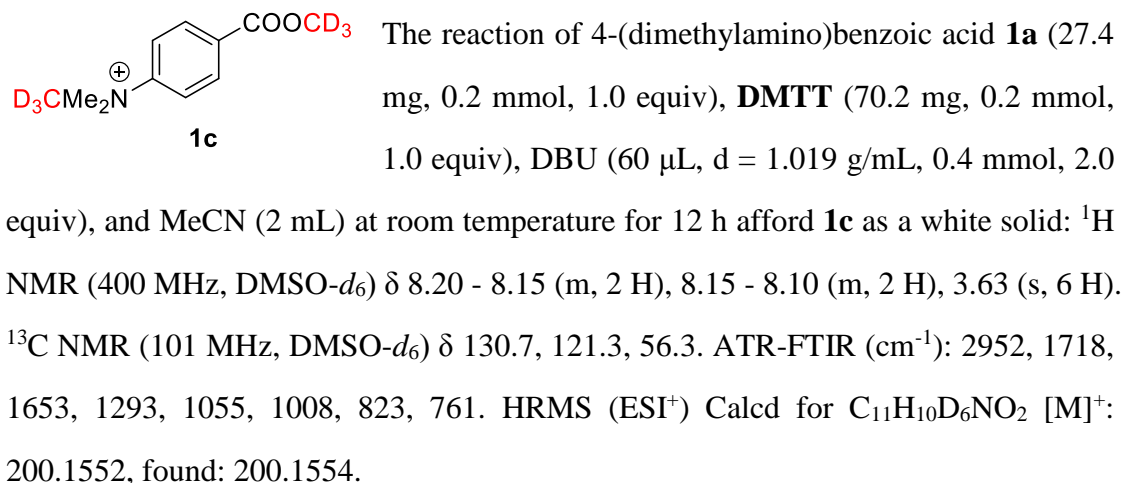 COOCD₃
⊕
D₃CMe₂N
1c
The reaction of 4-(dimethylamino)benzoic acid 1a (27.4
mg, 0.2 mmol, 1.0 equiv), DMTT (70.2 mg, 0.2 mmol,
1.0 equiv), DBU (60 μL, d = 1.019 g/mL, 0.4 mmol, 2.0
equiv), and MeCN (2 mL) at room temperature for 12 h afford 1c as a white solid: ¹H
NMR (400 MHz, DMSO-d₆) δ 8.20 - 8.15 (m, 2 H), 8.15 - 8.10 (m, 2 H), 3.63 (s, 6 H).
¹³C NMR (101 MHz, DMSO-d₆) δ 130.7, 121.3, 56.3. ATR-FTIR (cm⁻¹): 2952, 1718,
1653, 1293, 1055, 1008, 823, 761. HRMS (ESI⁺) Calcd for C₁₁H₁₀D₆NO₂ [M]⁺:
200.1552, found: 200.1554.